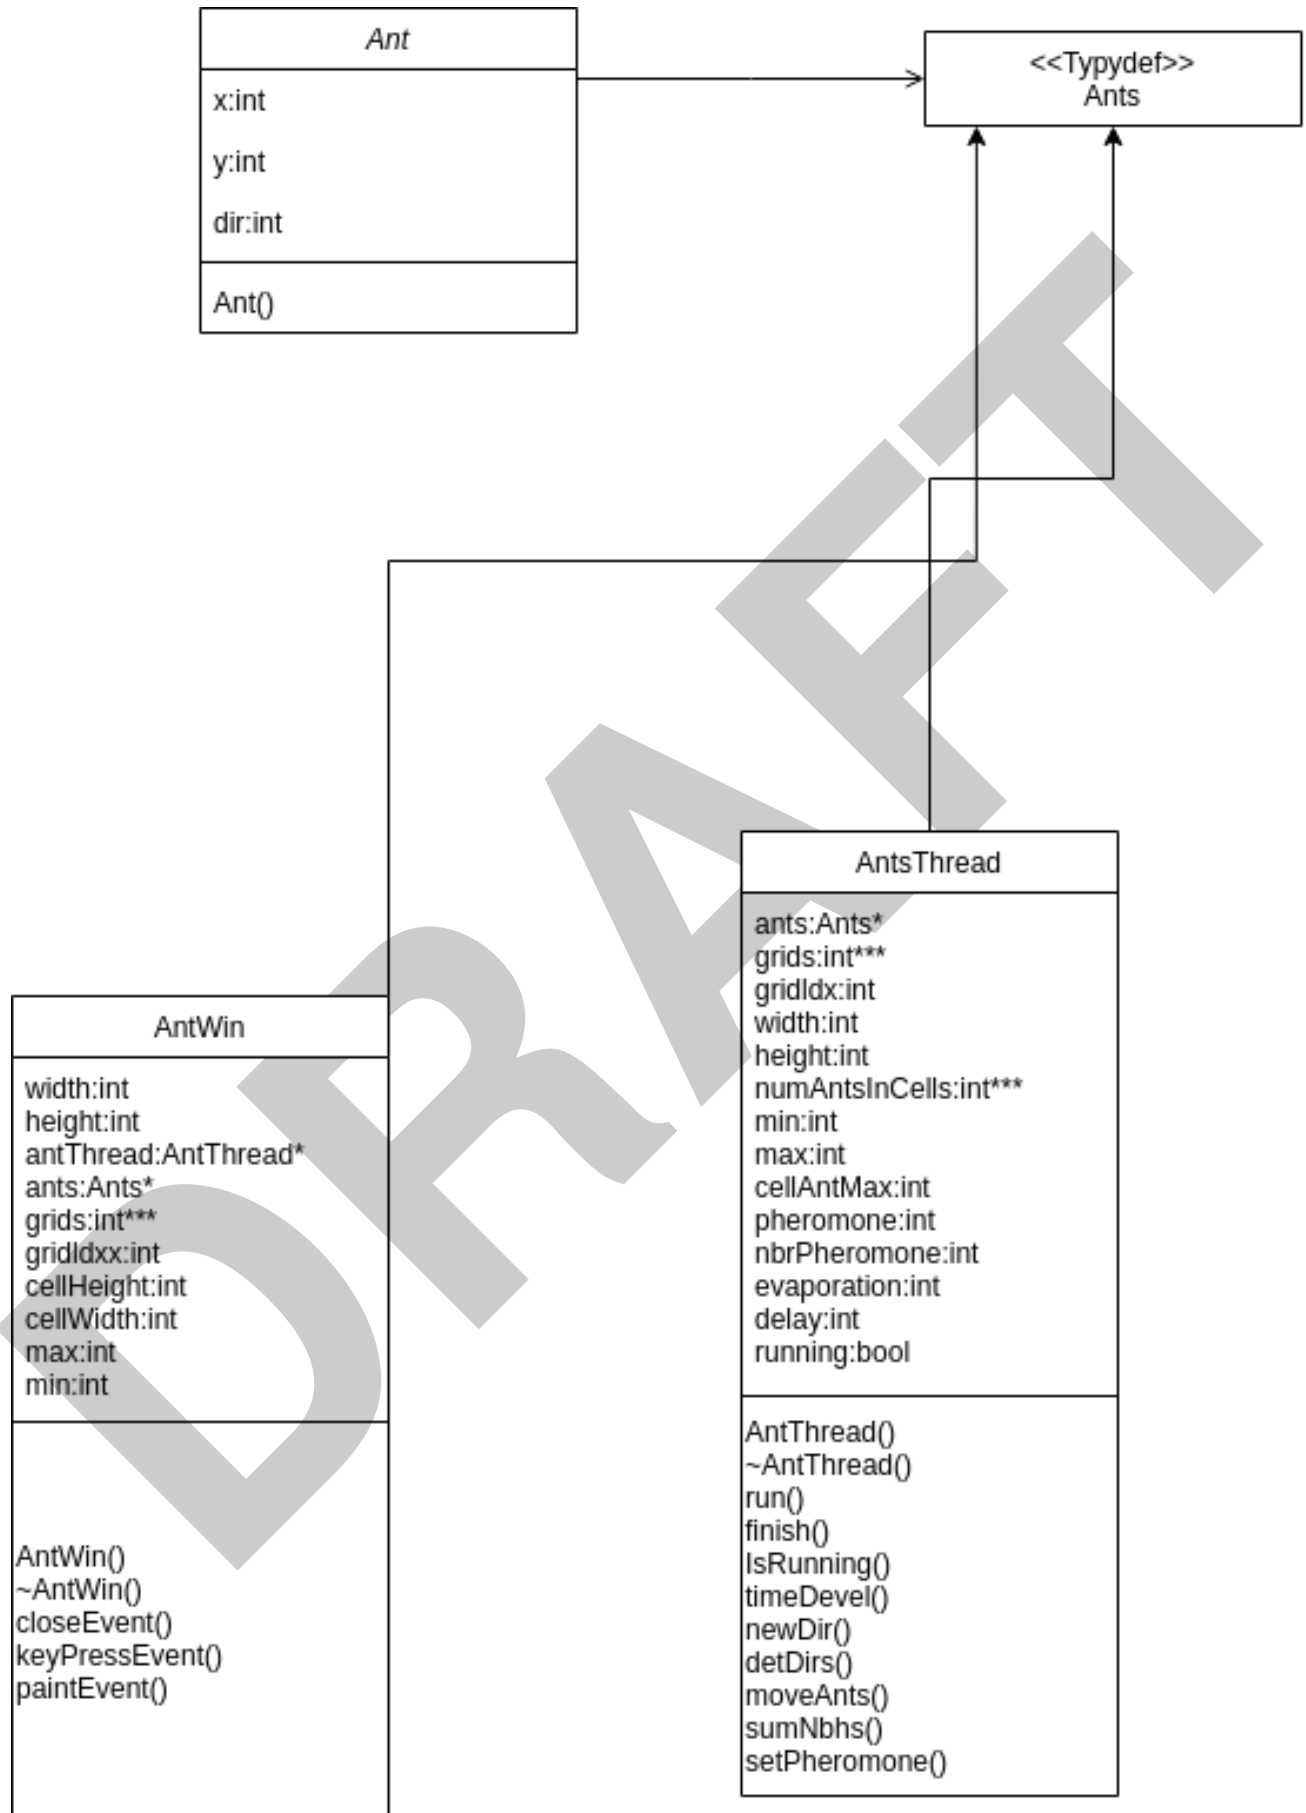 Ant
x:int
y:int
dir:int
Ant()
<<Typydef>>
Ants
AntWin
width:int
height:int
antThread:AntThread*
ants:Ants*
grids:int***
gridIdxx:int
cellHeight:int
cellWidth:int
max:int
min:int
AntWin()
~AntWin()
closeEvent()
keyPressEvent()
paintEvent()
AntsThread
ants:Ants*
grids:int***
gridIdx:int
width:int
height:int
numAntsInCells:int***
min:int
max:int
cellAntMax:int
pheromone:int
nbrPheromone:int
evaporation:int
delay:int
running:bool
AntThread()
~AntThread()
run()
finish()
IsRunning()
timeDevel()
newDir()
detDirs()
moveAnts()
sumNbhs()
setPheromone()
DRAFT